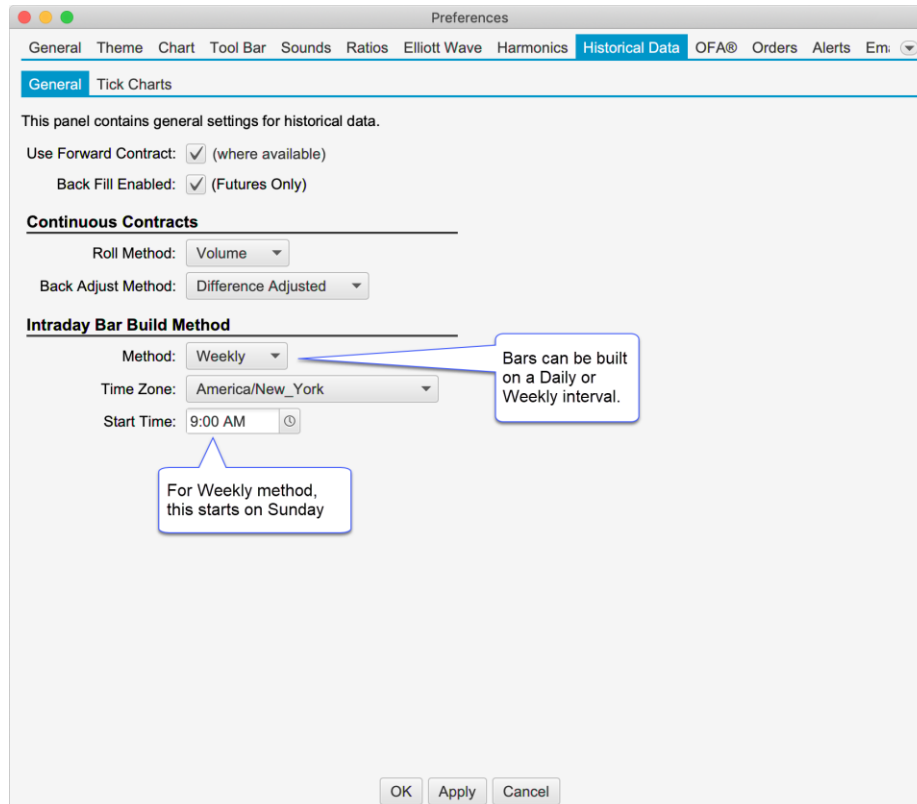 Preferences
General Theme Chart Tool Bar Sounds Ratios Elliott Wave Harmonics Historical Data OFA® Orders Alerts Em:
General Tick Charts
This panel contains general settings for historical data.
Use Forward Contract: (where available)
Back Fill Enabled: (Futures Only)
Continuous Contracts
Roll Method: Volume
Back Adjust Method: Difference Adjusted
Intraday Bar Build Method
Method: Weekly
Time Zone: America/New_York
Start Time: 9:00 AM
Bars can be built
on a Daily or
Weekly interval.
For Weekly method,
this starts on Sunday
OK Apply Cancel